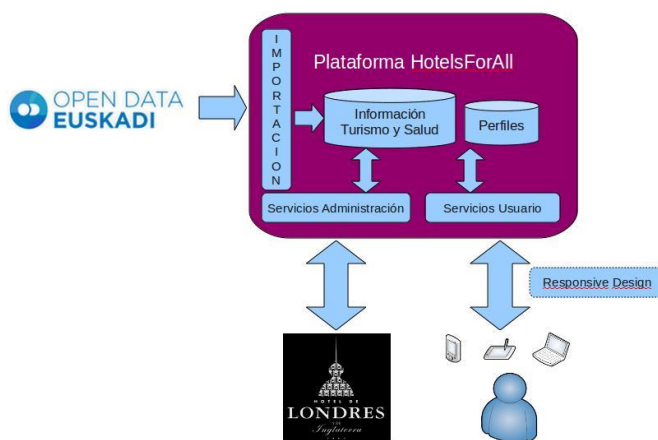 IMPORTACION
Plataforma HotelsForAll
OPEN DATA
EUSKADI
Información
Turismo y Salud
Perfiles
Servicios Administración
Servicios Usuario
Responsive Design
HOTEL DE
LONDRES
Y DE
Inglaterra